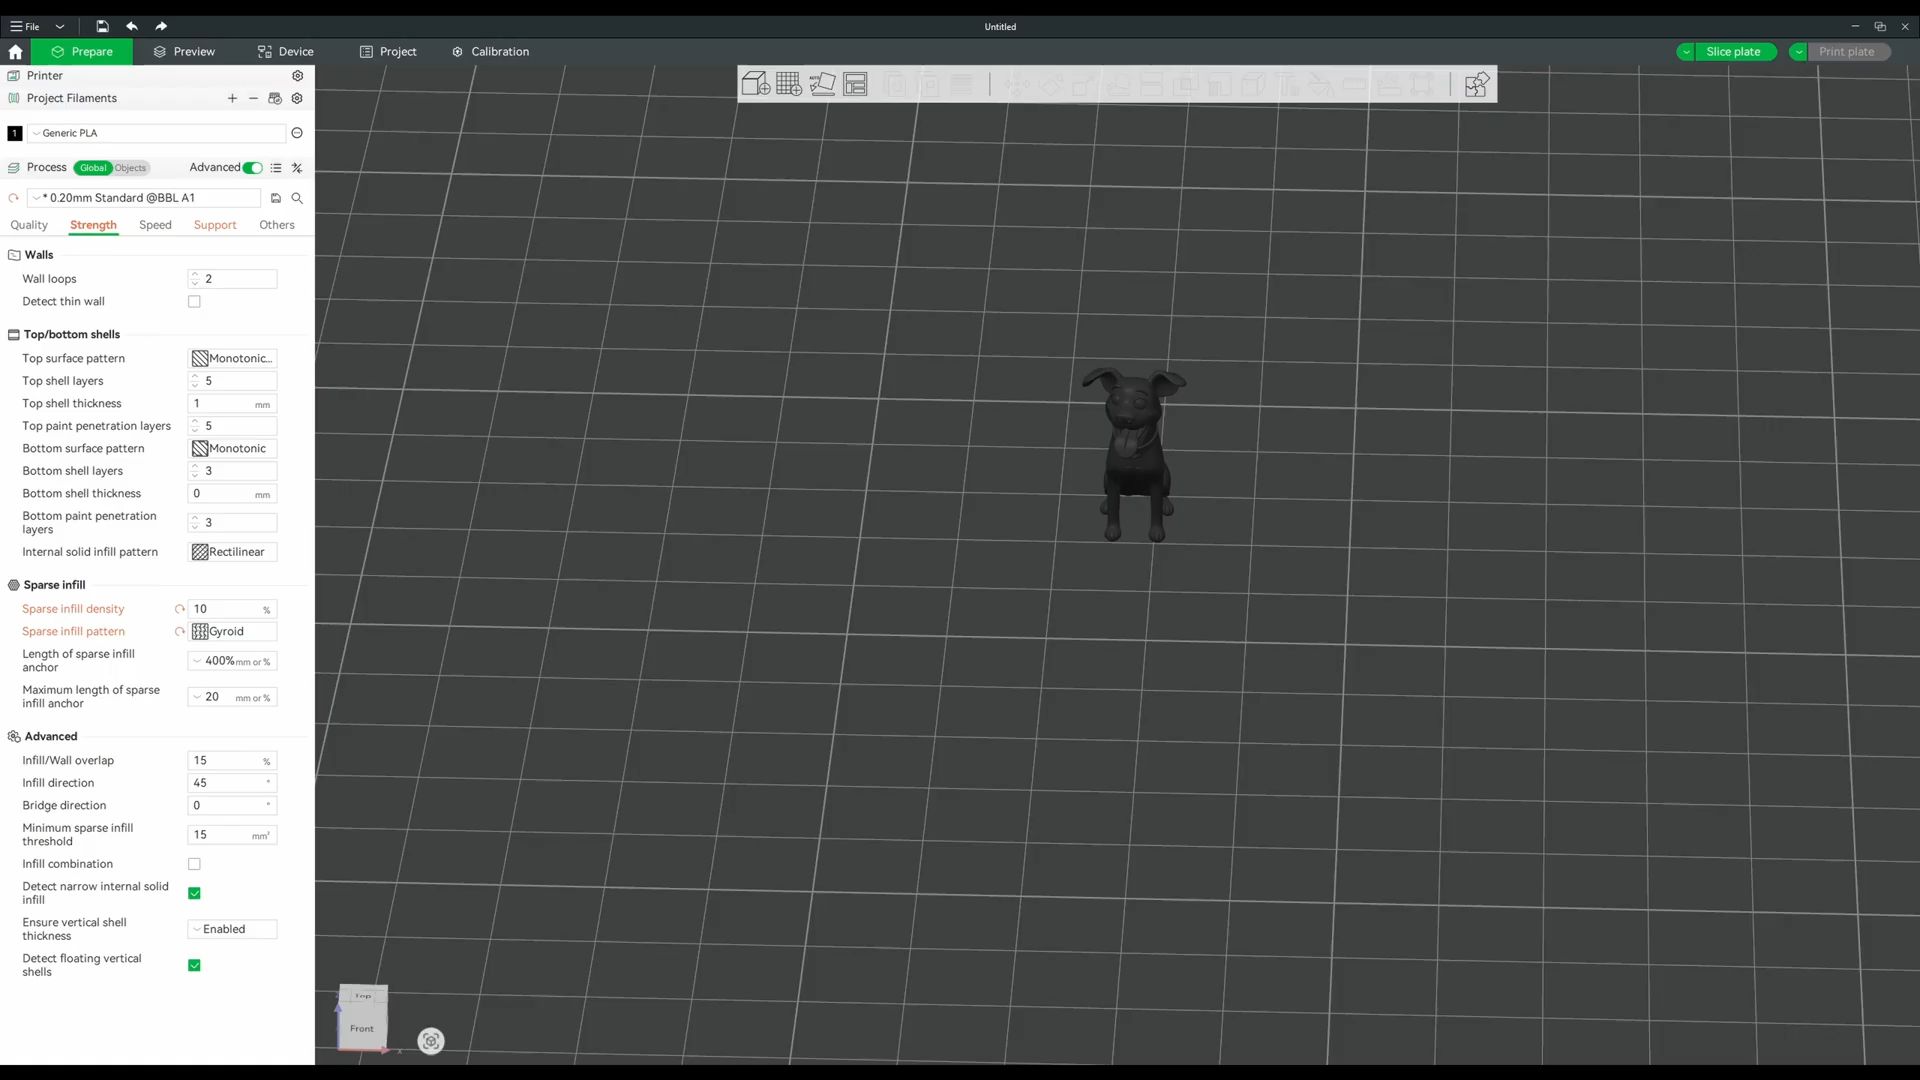 File
Untitled
Prepare
Preview
Device
Project
Calibration
Slice plate
Print plate
Printer
Project Filaments
1
Generic PLA
Process
Global
Objects
Advanced
* 0.20mm Standard @BBL A1
Quality
Strength
Speed
Support
Others
Walls
Wall loops
2
Detect thin wall
Top/bottom shells
Top surface pattern
Monotonic...
Top shell layers
5
Top shell thickness
1 mm
Top paint penetration layers
5
Bottom surface pattern
Monotonic
Bottom shell layers
3
Bottom shell thickness
0 mm
Bottom paint penetration
layers
3
Internal solid infill pattern
Rectilinear
Sparse infill
Sparse infill density
10 %
Sparse infill pattern
Gyroid
Length of sparse infill
anchor
400% mm or %
Maximum length of sparse
infill anchor
20 mm or %
Advanced
Infill/Wall overlap
15 %
Infill direction
45 °
Bridge direction
0 °
Minimum sparse infill
threshold
15 mm²
Infill combination
Detect narrow internal solid
infill
Ensure vertical shell
thickness
Enabled
Detect floating vertical
shells
Top
Front
x